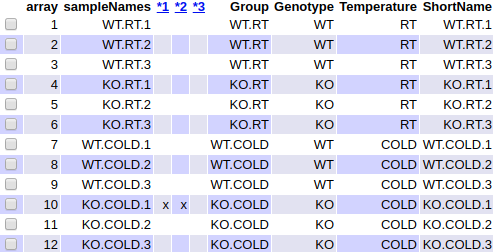 array sampleNames *1 *2 *3 Group Genotype Temperature ShortName
1 WT.RT.1 WT.RT WT RT WT.RT.1
2 WT.RT.2 WT.RT WT RT WT.RT.2
3 WT.RT.3 WT.RT WT RT WT.RT.3
4 KO.RT.1 KO.RT KO RT KO.RT.1
5 KO.RT.2 KO.RT KO RT KO.RT.2
6 KO.RT.3 KO.RT KO RT KO.RT.3
7 WT.COLD.1 WT.COLD WT COLD WT.COLD.1
8 WT.COLD.2 WT.COLD WT COLD WT.COLD.2
9 WT.COLD.3 WT.COLD WT COLD WT.COLD.3
10 KO.COLD.1 x x KO.COLD KO COLD KO.COLD.1
11 KO.COLD.2 KO.COLD KO COLD KO.COLD.2
12 KO.COLD.3 KO.COLD KO COLD KO.COLD.3